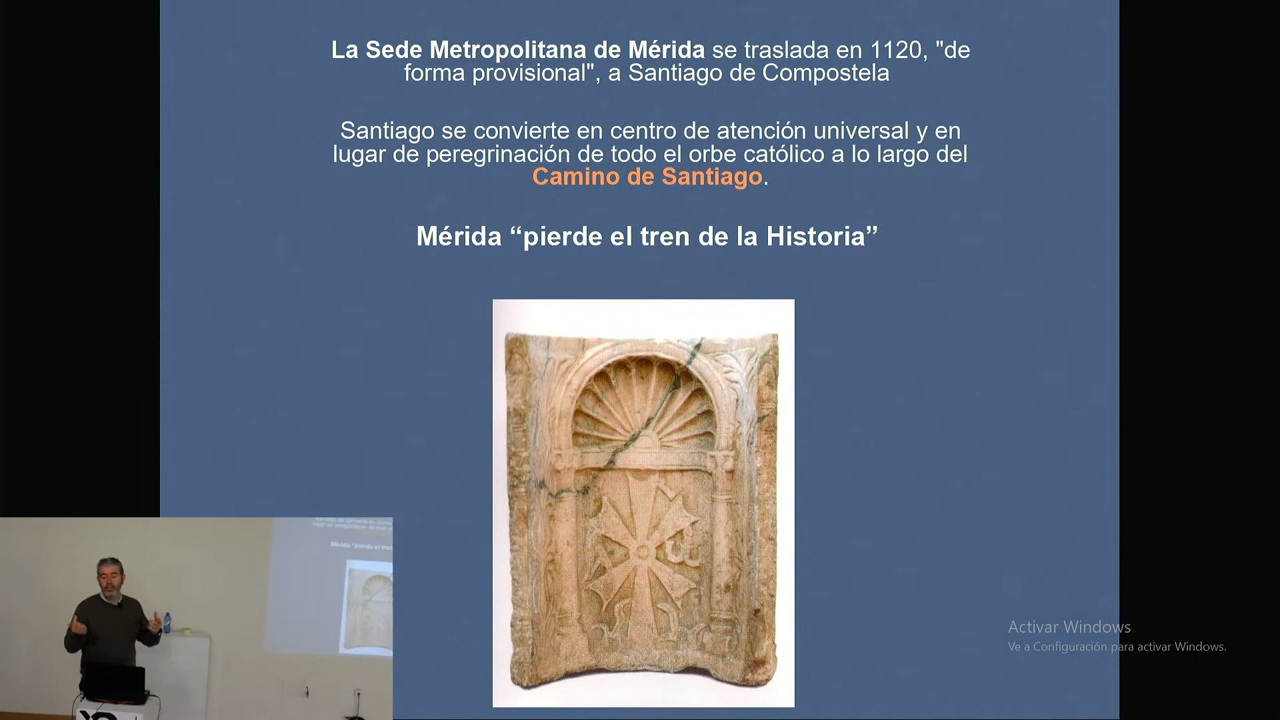 La Sede Metropolitana de Mérida se traslada en 1120, "de
forma provisional", a Santiago de Compostela
Santiago se convierte en centro de atención universal y en
lugar de peregrinación de todo el orbe católico a lo largo del
Camino de Santiago.
Mérida “pierde el tren de la Historia”
Activar Windows
Ve a Configuración para activar Windows.